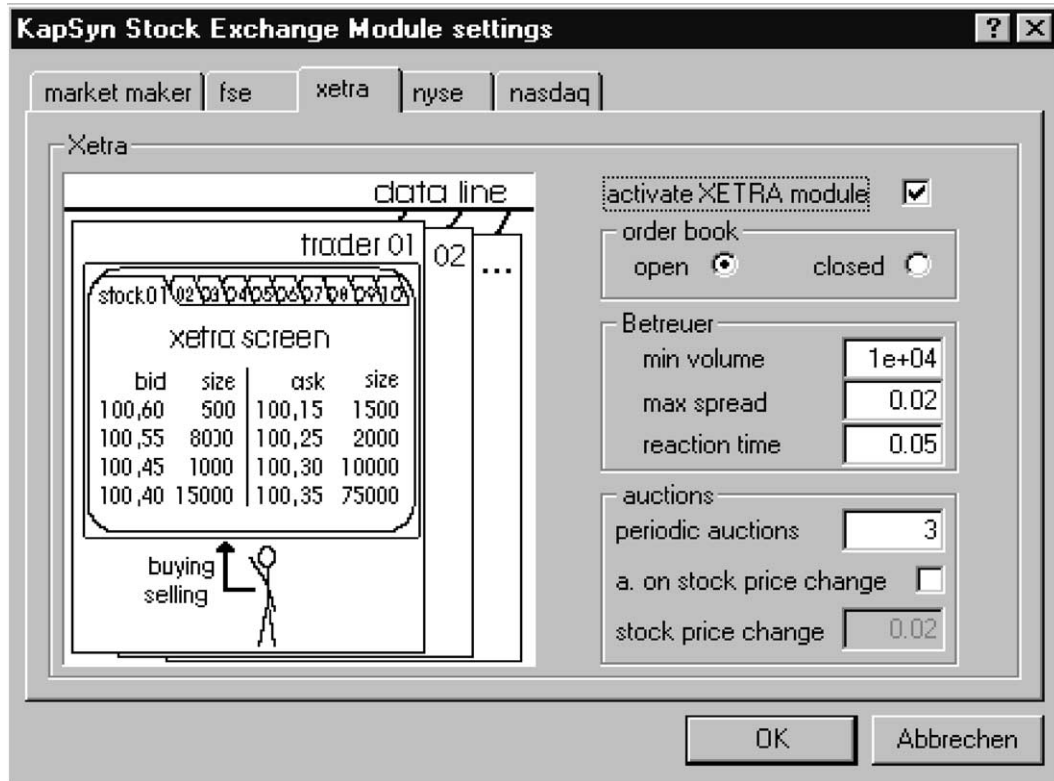 KapSyn Stock Exchange Module settings
market maker fse xetra nyse nasdaq
Xetra
data line
trader 01 02 ...
stock01 02 03 04 05 06 07 08 09 10
xetra screen
bid size ask size
100,60 500 100,15 1500
100,55 8000 100,25 2000
100,45 1000 100,30 10000
100,40 15000 100,35 75000
buying
selling
activate XETRA module
order book
open closed
Betreuer
min volume 1e+04
max spread 0.02
reaction time 0.05
auctions
periodic auctions 3
a. on stock price change
stock price change 0.02
OK Abbrechen